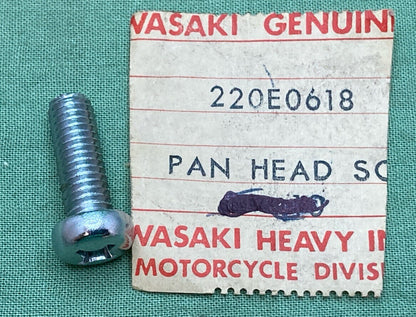 WASAKI GENUIN
220E0618
PAN HEAD SC
WASAKI HEAVY IN
MOTORCYCLE DIVIS